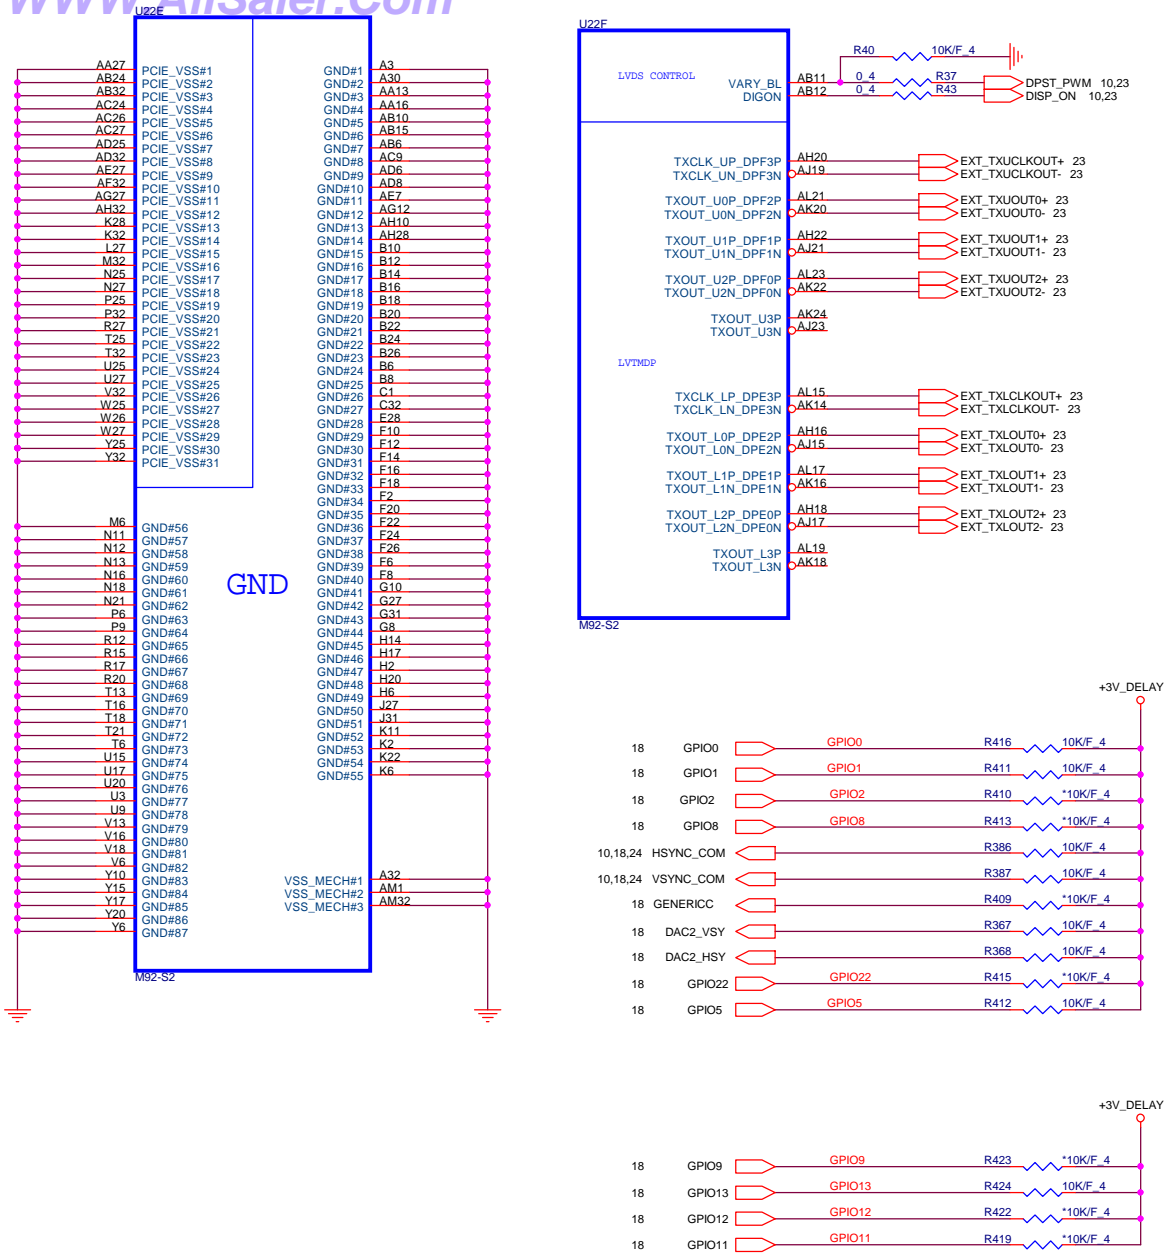 www.AliSaler.Com
U22E
AA27 PCIE_VSS#1 GND#1 A3
AB24 PCIE_VSS#2 GND#2 A30
AB32 PCIE_VSS#3 GND#3 AA13
AC24 PCIE_VSS#4 GND#4 AA16
AC26 PCIE_VSS#5 GND#5 AB10
AC27 PCIE_VSS#6 GND#6 AB15
AD25 PCIE_VSS#7 GND#7 AB6
AD32 PCIE_VSS#8 GND#8 AC9
AE27 PCIE_VSS#9 GND#9 AD6
AF32 PCIE_VSS#10 GND#10 AD8
AG27 PCIE_VSS#11 GND#11 AE7
AH32 PCIE_VSS#12 GND#12 AG12
K28 PCIE_VSS#13 GND#13 AH10
K32 PCIE_VSS#14 GND#14 AH28
L27 PCIE_VSS#15 GND#15 B10
M32 PCIE_VSS#16 GND#16 B12
N25 PCIE_VSS#17 GND#17 B14
N27 PCIE_VSS#18 GND#18 B16
P25 PCIE_VSS#19 GND#19 B18
P32 PCIE_VSS#20 GND#20 B20
R27 PCIE_VSS#21 GND#21 B22
T25 PCIE_VSS#22 GND#22 B24
T32 PCIE_VSS#23 GND#23 B26
U25 PCIE_VSS#24 GND#24 B6
U27 PCIE_VSS#25 GND#25 B8
V32 PCIE_VSS#26 GND#26 C1
W25 PCIE_VSS#27 GND#27 C32
W26 PCIE_VSS#28 GND#28 E28
W27 PCIE_VSS#29 GND#29 F10
Y25 PCIE_VSS#30 GND#30 F12
Y32 PCIE_VSS#31 GND#31 F14
GND#32 F16
GND#33 F18
GND#34 F2
GND#35 F20
M6 GND#56 GND#36 F22
N11 GND#57 GND#37 F24
N12 GND#58 GND#38 F26
N13 GND#59 GND#39 F6
N16 GND#60 GND#40 F8
N18 GND#61 GND#41 G10
N21 GND#62 GND#42 G27
P6 GND#63 GND#43 G31
P9 GND#64 GND#44 G8
R12 GND#65 GND#45 H14
R15 GND#66 GND#46 H17
R17 GND#67 GND#47 H2
R20 GND#68 GND#48 H20
T13 GND#69 GND#49 H6
T16 GND#70 GND#50 J27
T18 GND#71 GND#51 J31
T21 GND#72 GND#52 K11
T6 GND#73 GND#53 K2
U15 GND#74 GND#54 K22
U17 GND#75 GND#55 K6
U20 GND#76
U3 GND#77
U9 GND#78
V13 GND#79
V16 GND#80
V18 GND#81
V6 GND#82
Y10 GND#83 VSS_MECH#1 A32
Y15 GND#84 VSS_MECH#2 AM1
Y17 GND#85 VSS_MECH#3 AM32
Y20 GND#86
Y6 GND#87
GND
M92-S2
U22F
LVDS CONTROL
R40 10K/F_4
VARY_BL AB11 0_4 R37 DPST_PWM 10,23
DIGON AB12 0_4 R43 DISP_ON 10,23
TXCLK_UP_DPF3P AH20 EXT_TXUCLKOUT+ 23
TXCLK_UN_DPF3N AJ19 EXT_TXUCLKOUT- 23
TXOUT_U0P_DPF2P AL21 EXT_TXUOUT0+ 23
TXOUT_U0N_DPF2N AK20 EXT_TXUOUT0- 23
TXOUT_U1P_DPF1P AH22 EXT_TXUOUT1+ 23
TXOUT_U1N_DPF1N AJ21 EXT_TXUOUT1- 23
TXOUT_U2P_DPF0P AL23 EXT_TXUOUT2+ 23
TXOUT_U2N_DPF0N AK22 EXT_TXUOUT2- 23
TXOUT_U3P AK24
TXOUT_U3N AJ23
LVTMDP
TXCLK_LP_DPE3P AL15 EXT_TXLCLKOUT+ 23
TXCLK_LN_DPE3N AK14 EXT_TXLCLKOUT- 23
TXOUT_L0P_DPE2P AH16 EXT_TXLOUT0+ 23
TXOUT_L0N_DPE2N AJ15 EXT_TXLOUT0- 23
TXOUT_L1P_DPE1P AL17 EXT_TXLOUT1+ 23
TXOUT_L1N_DPE1N AK16 EXT_TXLOUT1- 23
TXOUT_L2P_DPE0P AH18 EXT_TXLOUT2+ 23
TXOUT_L2N_DPE0N AJ17 EXT_TXLOUT2- 23
TXOUT_L3P AL19
TXOUT_L3N AK18
M92-S2
+3V_DELAY
18 GPIO0 GPIO0 R416 10K/F_4
18 GPIO1 GPIO1 R411 10K/F_4
18 GPIO2 GPIO2 R410 *10K/F_4
18 GPIO8 GPIO8 R413 *10K/F_4
10,18,24 HSYNC_COM R386 10K/F_4
10,18,24 VSYNC_COM R387 10K/F_4
18 GENERICC R409 *10K/F_4
18 DAC2_VSY R367 10K/F_4
18 DAC2_HSY R368 10K/F_4
18 GPIO22 GPIO22 R415 *10K/F_4
18 GPIO5 GPIO5 R412 10K/F_4
+3V_DELAY
18 GPIO9 GPIO9 R423 *10K/F_4
18 GPIO13 GPIO13 R424 10K/F_4
18 GPIO12 GPIO12 R422 *10K/F_4
18 GPIO11 GPIO11 R419 *10K/F_4